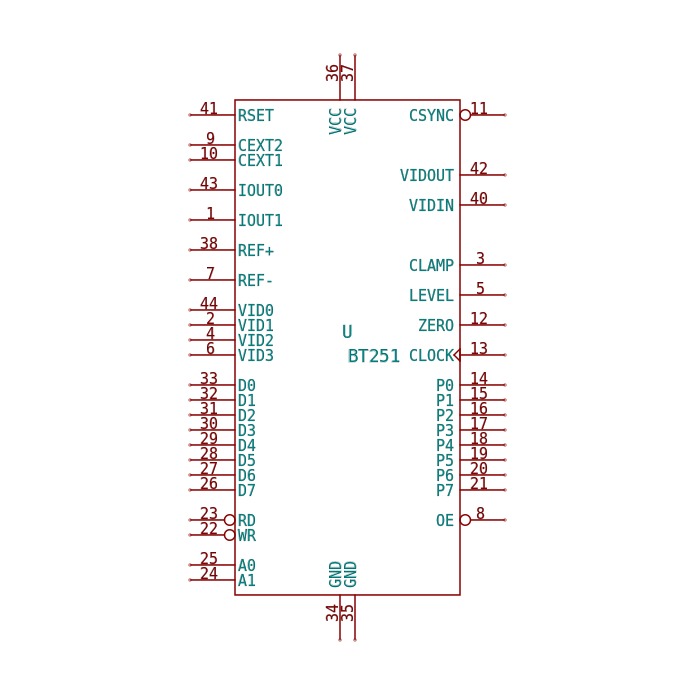 36 37
VCC VCC
41 RSET CSYNC 11
9 CEXT2
10 CEXT1
VIDOUT 42
43 IOUT0
VIDIN 40
1 IOUT1
38 REF+
CLAMP 3
7 REF-
LEVEL 5
44 VID0
2 VID1 ZERO 12
U
4 VID2
6 VID3 BT251 CLOCK 13
33 D0 P0 14
32 D1 P1 15
31 D2 P2 16
30 D3 P3 17
29 D4 P4 18
28 D5 P5 19
27 D6 P6 20
26 D7 P7 21
23 RD OE 8
22 WR
25 A0
24 A1
GND GND
34 35